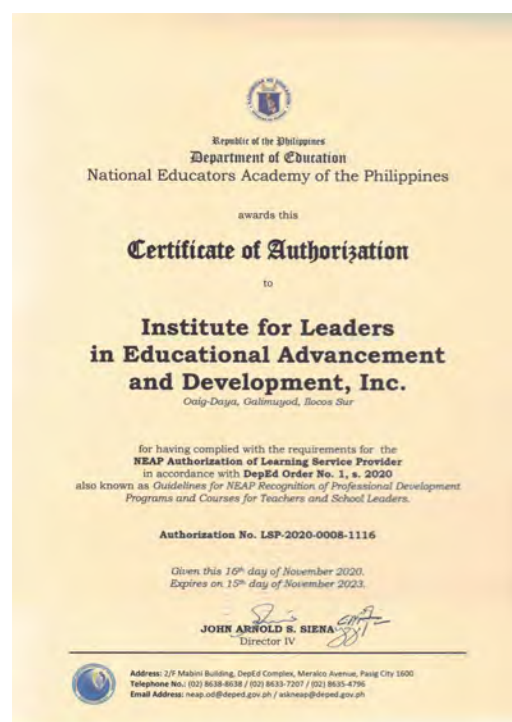 Republic of the Philippines
Department of Education
National Educators Academy of the Philippines
awards this
Certificate of Authorization
to
Institute for Leaders
in Educational Advancement
and Development, Inc.
Oaig-Daya, Galimuyod, Ilocos Sur
for having complied with the requirements for the
NEAP Authorization of Learning Service Provider
in accordance with DepEd Order No. 1, s. 2020
also known as Guidelines for NEAP Recognition of Professional Development
Programs and Courses for Teachers and School Leaders.
Authorization No. LSP-2020-0008-1116
Given this 16th day of November 2020.
Expires on 15th day of November 2023.
JOHN ARNOLD S. SIENA
Director IV
Address: 2/F Mabini Building, DepEd Complex, Meralco Avenue, Pasig City 1600
Telephone No.: (02) 8638-8638 / (02) 8633-7207 / (02) 8635-4796
Email Address: neap.od@deped.gov.ph / askneap@deped.gov.ph